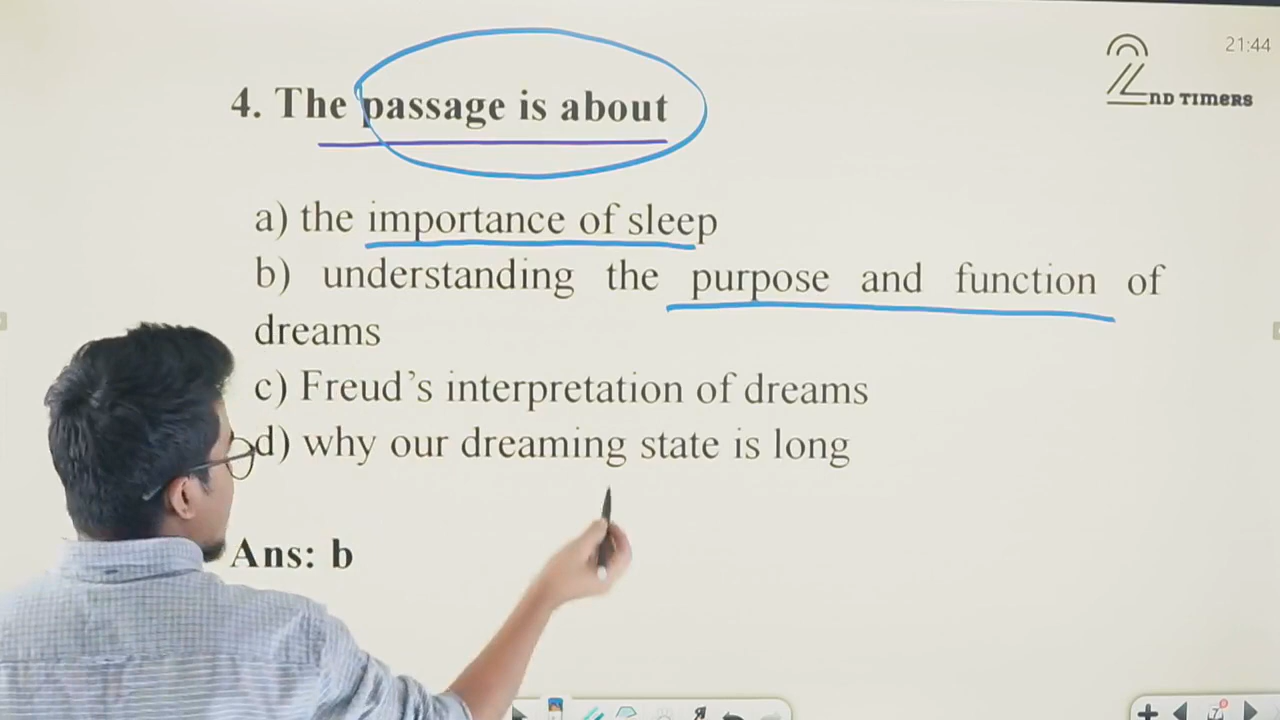 21:44
2ND TIMERS
4. The passage is about
a) the importance of sleep
b) understanding the purpose and function of
dreams
c) Freud's interpretation of dreams
d) why our dreaming state is long
Ans: b